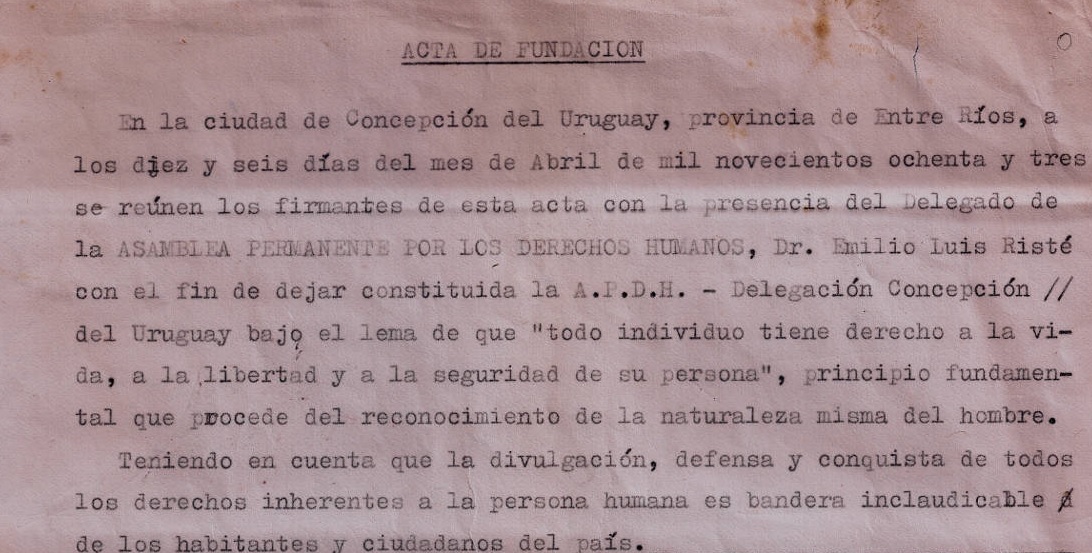 ACTA DE FUNDACION
En la ciudad de Concepción del Uruguay, provincia de Entre Ríos, a
los diez y seis días del mes de Abril de mil novecientos ochenta y tres
se reúnen los firmantes de esta acta con la presencia del Delegado de
la ASAMBLEA PERMANENTE POR LOS DERECHOS HUMANOS, Dr. Emilio Luis Risté
con el fin de dejar constituida la A.P.D.H. - Delegación Concepción //
del Uruguay bajo el lema de que "todo individuo tiene derecho a la vi-
da, a la libertad y a la seguridad de su persona", principio fundamen-
tal que procede del reconocimiento de la naturaleza misma del hombre.
Teniendo en cuenta que la divulgación, defensa y conquista de todos
los derechos inherentes a la persona humana es bandera inclaudicable
de los habitantes y ciudadanos del país.